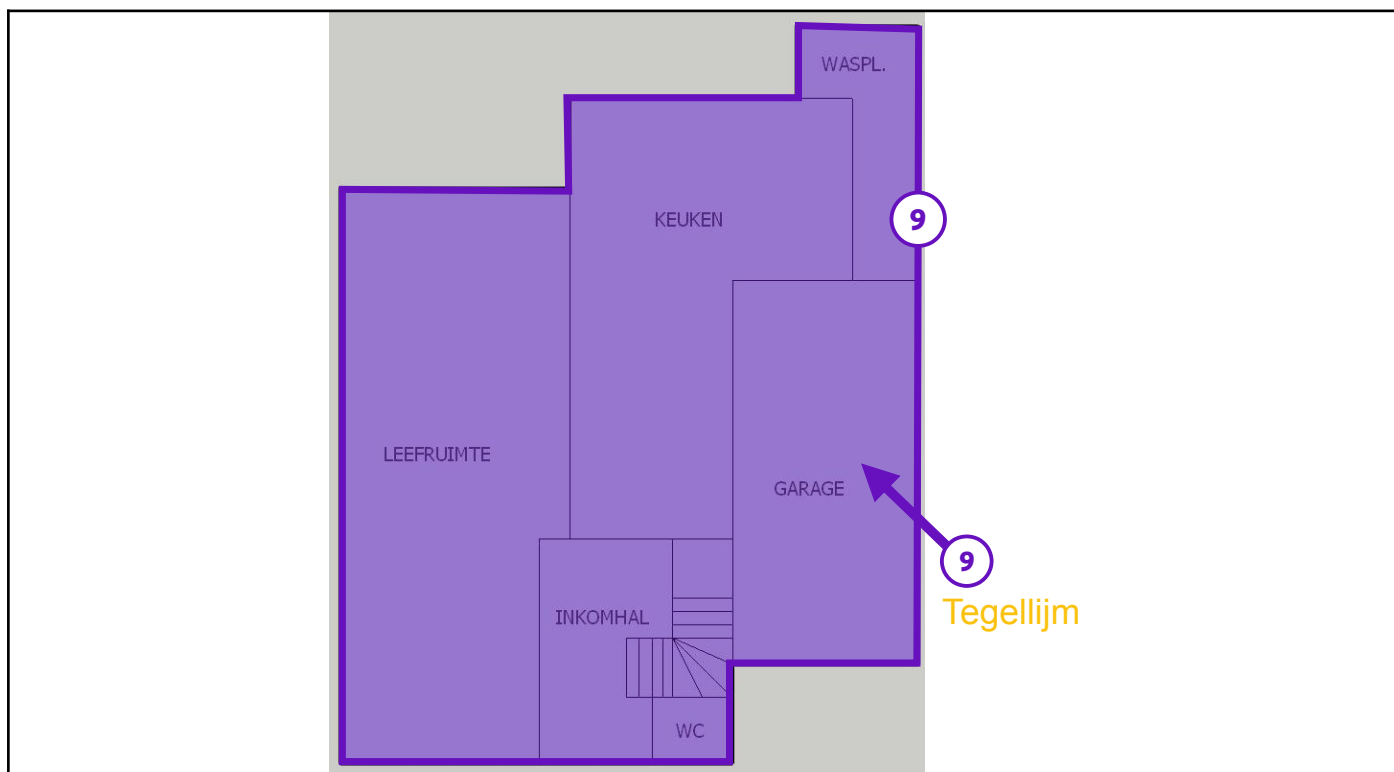 WASPL.
KEUKEN
9
LEEFRUIMTE
GARAGE
9
Tegellijm
INKOMHAL
WC